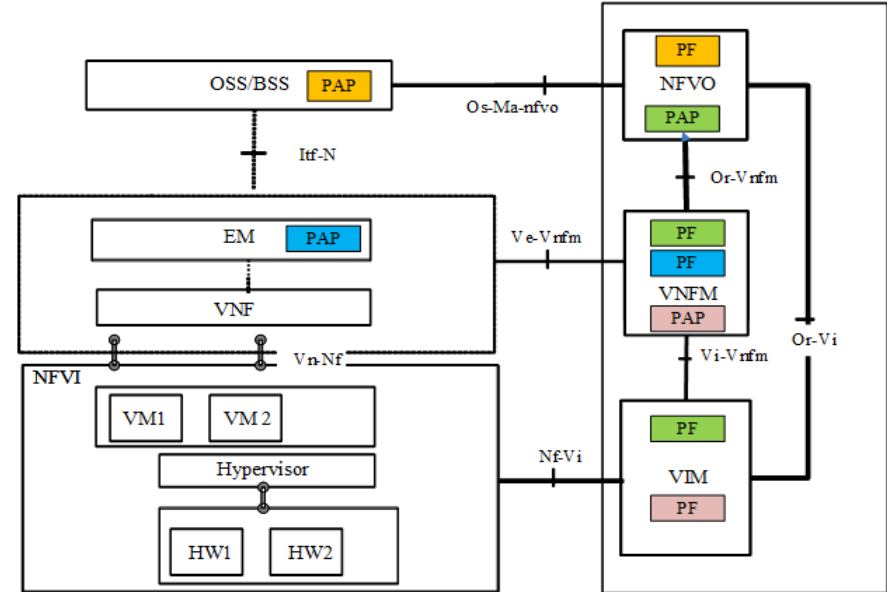 OSS/BSS
PAP
Os-Ma-nfvo
PF
NFVO
PAP
Itf-N
Or-Vnfm
EM
PAP
VNF
Ve-Vnfm
PF
PF
VNFM
PAP
Vn-Nf
Vi-Vnfm
Or-Vi
NFVI
VM1
VM 2
Hypervisor
HW1
HW2
Nf-Vi
PF
VIM
PF